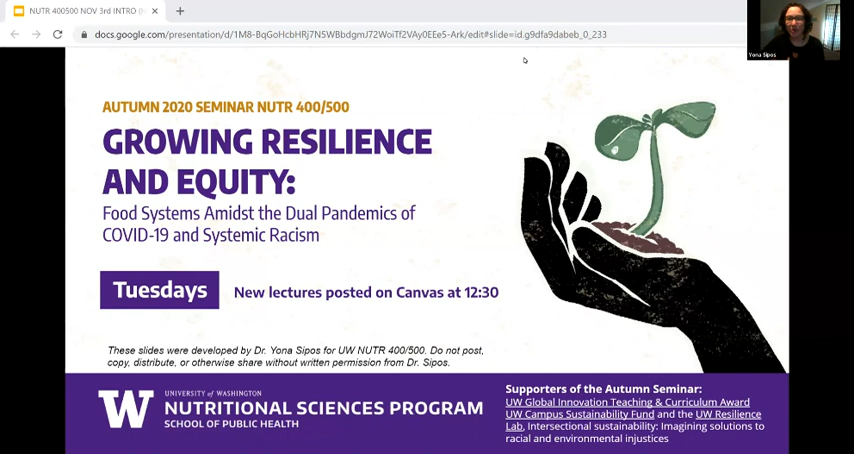 NUTR 400500 NOV 3rd INTRO (N
docs.google.com/presentation/d/1M8-BqGoHcbHRj7N5WBbdgmJ72WoiTf2VAy0EEe5-Ark/edit#slide=id.g9dfa9dabeb_0_233
Yona Sipos
AUTUMN 2020 SEMINAR NUTR 400/500
GROWING RESILIENCE
AND EQUITY:
Food Systems Amidst the Dual Pandemics of
COVID-19 and Systemic Racism
Tuesdays
New lectures posted on Canvas at 12:30
These slides were developed by Dr. Yona Sipos for UW NUTR 400/500. Do not post,
copy, distribute, or otherwise share without written permission from Dr. Sipos.
W
UNIVERSITY of WASHINGTON
NUTRITIONAL SCIENCES PROGRAM
SCHOOL OF PUBLIC HEALTH
Supporters of the Autumn Seminar:
UW Global Innovation Teaching & Curriculum Award
UW Campus Sustainability Fund and the UW Resilience
Lab, Intersectional sustainability: Imagining solutions to
racial and environmental injustices